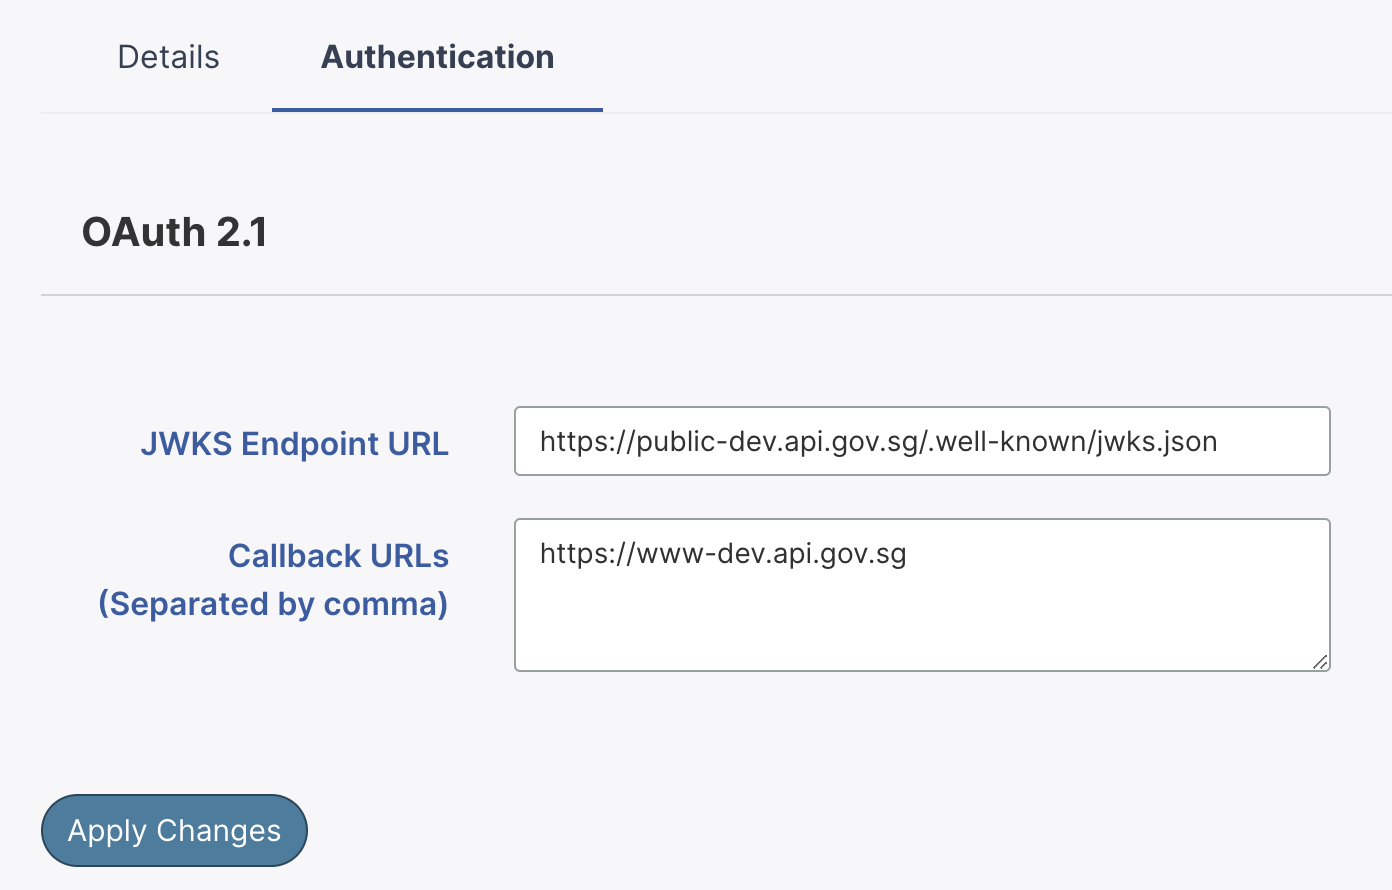 Details
Authentication
OAuth 2.1
JWKS Endpoint URL
https://public-dev.api.gov.sg/.well-known/jwks.json
Callback URLs
(Separated by comma)
https://www-dev.api.gov.sg
Apply Changes